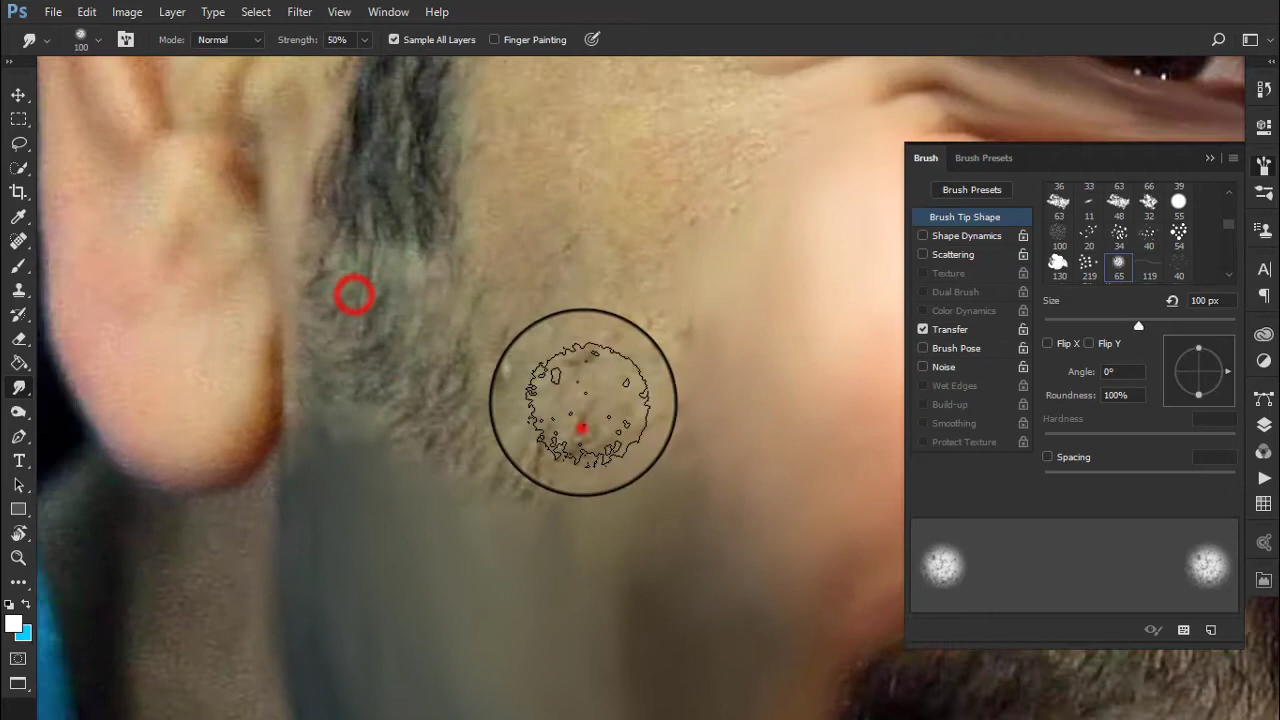 Ps File Edit Image Layer Type Select Filter View Window Help
100 Mode: Normal Strength: 50% Sample All Layers Finger Painting
Brush Brush Presets
Brush Presets
36 33 63 66 39
Brush Tip Shape
63 11 48 32 55
Shape Dynamics
100 20 34 40 54
Scattering
Texture
130 219 65 119 40
Dual Brush
Size 100 px
Color Dynamics
Transfer
Flip X Flip Y
Brush Pose
Noise
Angle: 0°
Wet Edges
Roundness: 100%
Build-up
Hardness
Smoothing
Protect Texture
Spacing
A
T